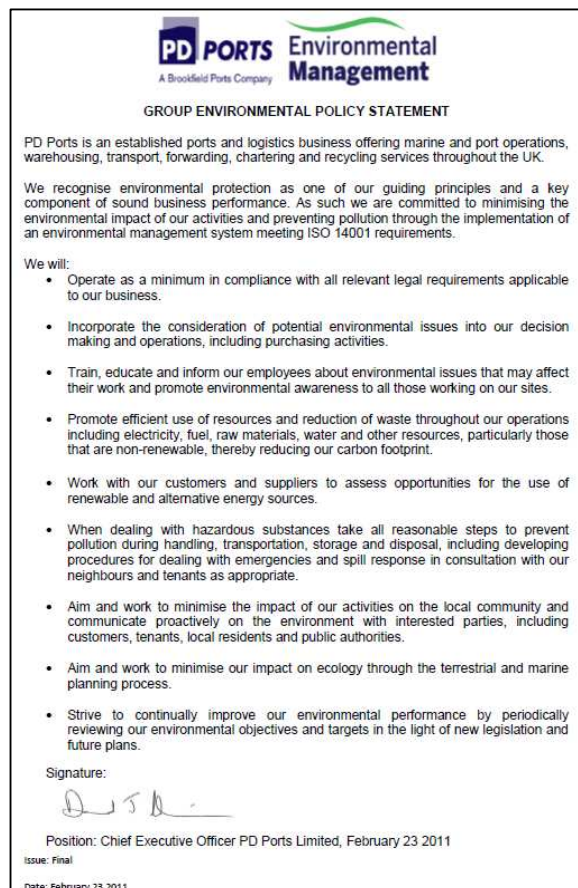 PD PORTS
A Brookfield Ports Company
Environmental
Management
GROUP ENVIRONMENTAL POLICY STATEMENT
PD Ports is an established ports and logistics business offering marine and port operations,
warehousing, transport, forwarding, chartering and recycling services throughout the UK.
We recognise environmental protection as one of our guiding principles and a key
component of sound business performance. As such we are committed to minimising the
environmental impact of our activities and preventing pollution through the implementation of
an environmental management system meeting ISO 14001 requirements.
We will:
• Operate as a minimum in compliance with all relevant legal requirements applicable
to our business.
• Incorporate the consideration of potential environmental issues into our decision
making and operations, including purchasing activities.
• Train, educate and inform our employees about environmental issues that may affect
their work and promote environmental awareness to all those working on our sites.
• Promote efficient use of resources and reduction of waste throughout our operations
including electricity, fuel, raw materials, water and other resources, particularly those
that are non-renewable, thereby reducing our carbon footprint.
• Work with our customers and suppliers to assess opportunities for the use of
renewable and alternative energy sources.
• When dealing with hazardous substances take all reasonable steps to prevent
pollution during handling, transportation, storage and disposal, including developing
procedures for dealing with emergencies and spill response in consultation with our
neighbours and tenants as appropriate.
• Aim and work to minimise the impact of our activities on the local community and
communicate proactively on the environment with interested parties, including
customers, tenants, local residents and public authorities.
• Aim and work to minimise our impact on ecology through the terrestrial and marine
planning process.
• Strive to continually improve our environmental performance by periodically
reviewing our environmental objectives and targets in the light of new legislation and
future plans.
Signature:
Position: Chief Executive Officer PD Ports Limited, February 23 2011
Issue: Final
Date: February 23 2011